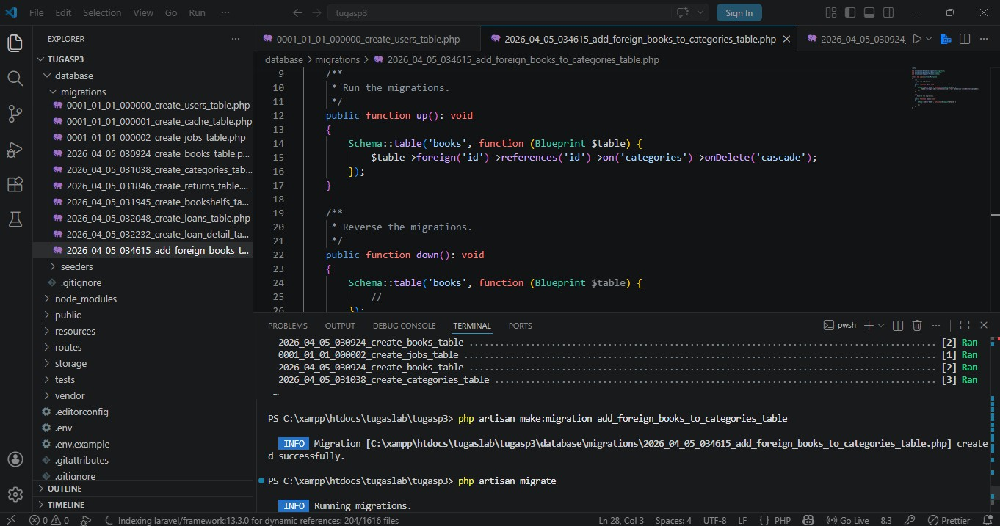 File Edit Selection View Go Run ··· tugasp3 Sign In
EXPLORER ···
TUGASP3
database
migrations
0001_01_01_000000_create_users_table.php
0001_01_01_000001_create_cache_table.php
0001_01_01_000002_create_jobs_table.php
2026_04_05_030924_create_books_table.p...
2026_04_05_031038_create_categories_tab...
2026_04_05_031846_create_returns_table....
2026_04_05_031945_create_bookshelfs_ta...
2026_04_05_032048_create_loans_table.php
2026_04_05_032232_create_loan_detail_ta...
2026_04_05_034615_add_foreign_books_t...
seeders
.gitignore
node_modules
public
resources
routes
storage
tests
vendor
.editorconfig
.env
.env.example
.gitattributes
.gitignore
OUTLINE
TIMELINE
0001_01_01_000000_create_users_table.php 2026_04_05_034615_add_foreign_books_to_categories_table.php 2026_04_05_030924_
database > migrations > 2026_04_05_034615_add_foreign_books_to_categories_table.php
9 /**
10 * Run the migrations.
11 */
12 public function up(): void
13 {
14 Schema::table('books', function (Blueprint $table) {
15 $table->foreign('id')->references('id')->on('categories')->onDelete('cascade');
16 });
17 }
18
19 /**
20 * Reverse the migrations.
21 */
22 public function down(): void
23 {
24 Schema::table('books', function (Blueprint $table) {
25 //
26 });
PROBLEMS OUTPUT DEBUG CONSOLE TERMINAL PORTS pwsh
2026_04_05_030924_create_books_table ........ [2] Ran
0001_01_01_000002_create_jobs_table ........ [1] Ran
2026_04_05_030924_create_books_table ........ [2] Ran
2026_04_05_031038_create_categories_table ........ [3] Ran
…
PS C:\xampp\htdocs\tugaslab\tugasp3> php artisan make:migration add_foreign_books_to_categories_table
INFO Migration [C:\xampp\htdocs\tugaslab\tugasp3\database\migrations\2026_04_05_034615_add_foreign_books_to_categories_table.php] create
d successfully.
PS C:\xampp\htdocs\tugaslab\tugasp3> php artisan migrate
INFO Running migrations.
0 0 Indexing laravel/framework:13.3.0 for dynamic references: 204/1616 files Ln 28, Col 3 Spaces: 4 UTF-8 LF { } PHP Go Live 8.3 Prettier